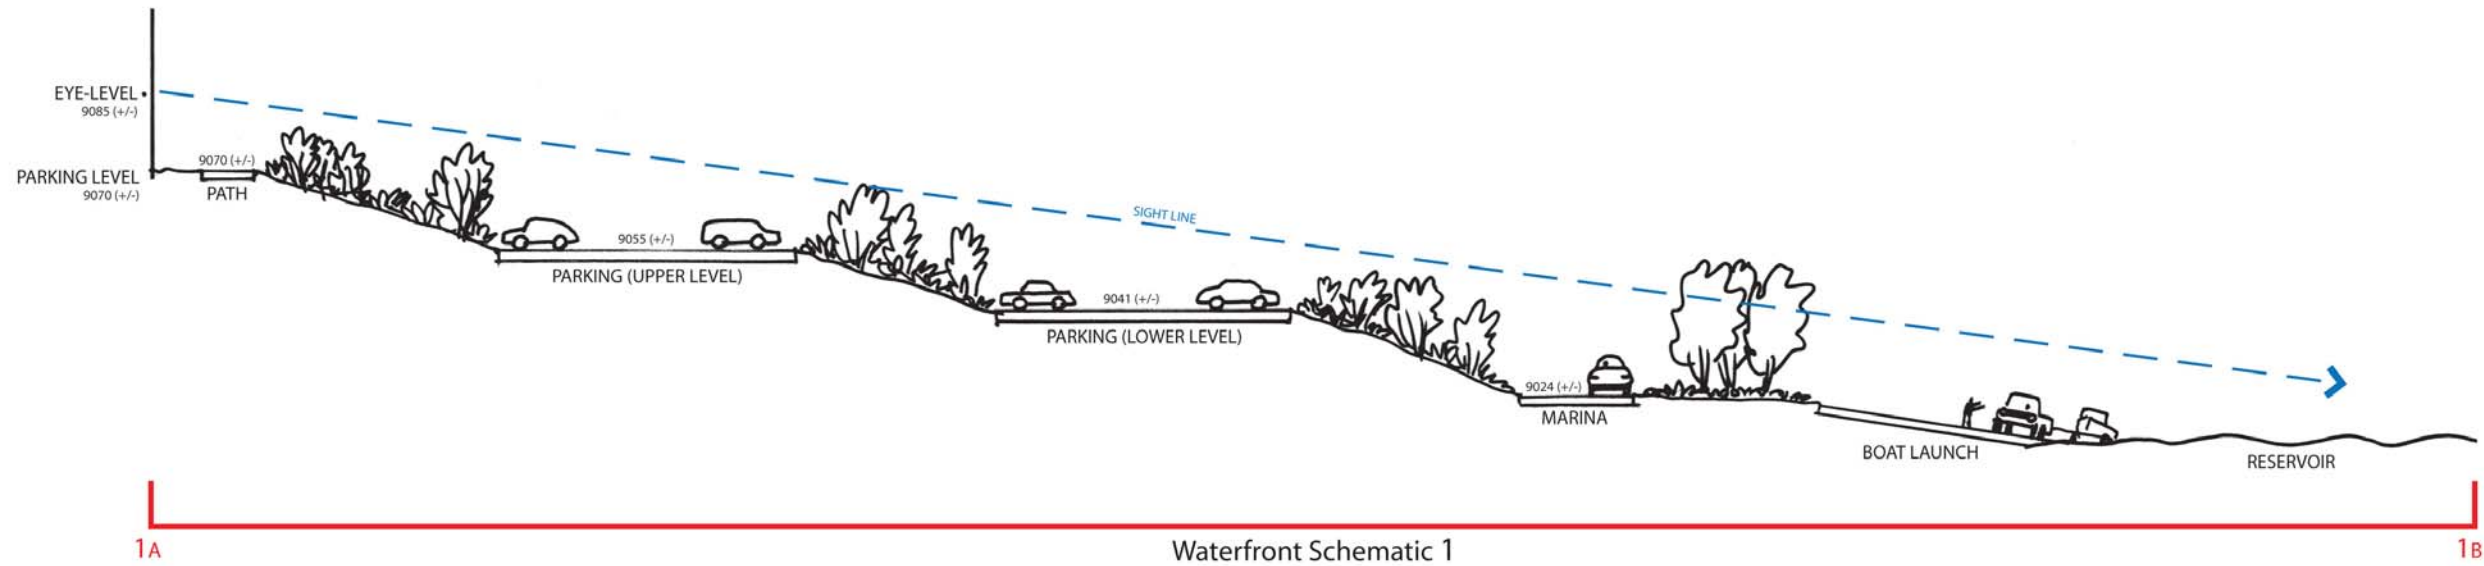 EYE-LEVEL
9085 (+/-)
PARKING LEVEL
9070 (+/-)
9070 (+/-)
PATH
9055 (+/-)
PARKING (UPPER LEVEL)
SIGHT LINE
9041 (+/-)
PARKING (LOWER LEVEL)
9024 (+/-)
MARINA
BOAT LAUNCH
RESERVOIR
1A
Waterfront Schematic 1
1B